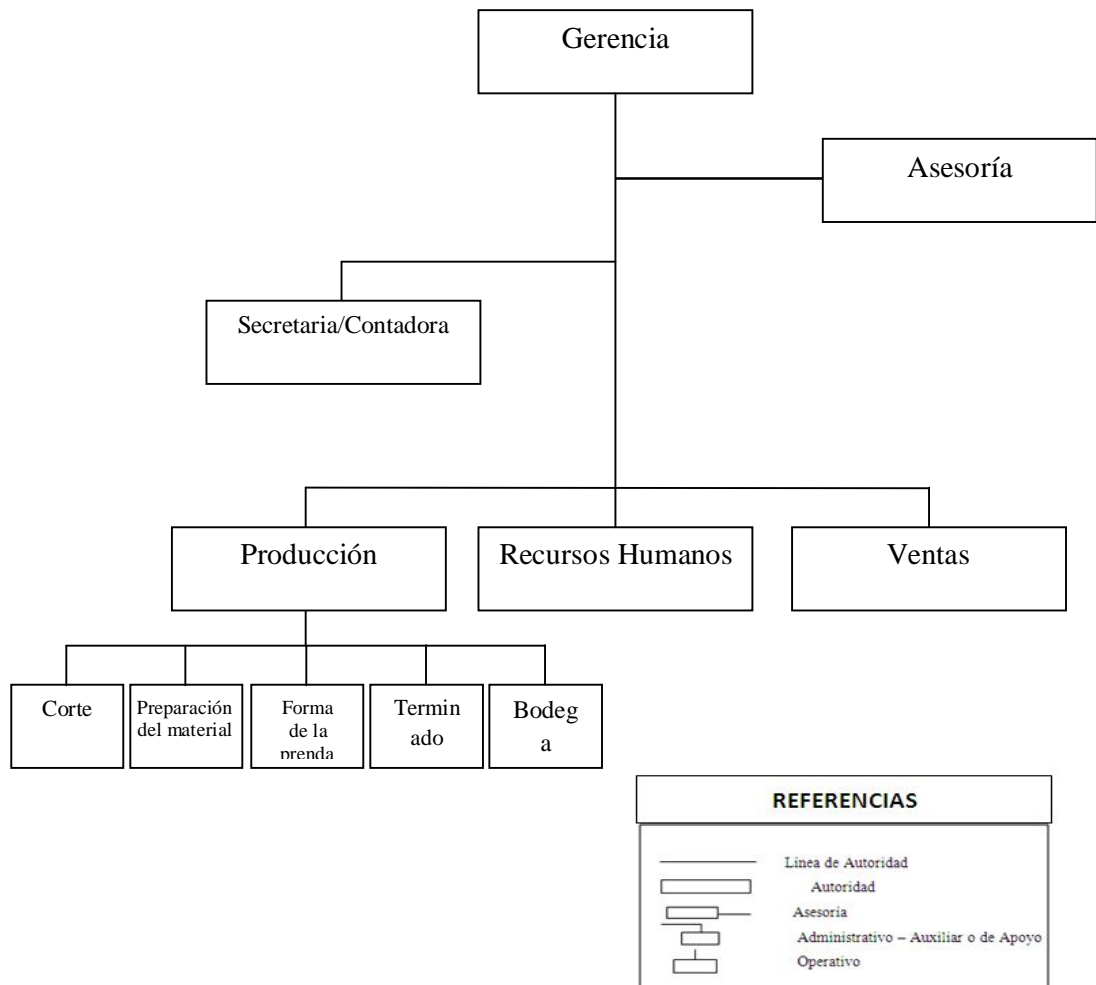 Gerencia
Asesoría
Secretaria/Contadora
Producción
Recursos Humanos
Ventas
Corte
Preparación
del material
Forma
de la
prenda
Termin
ado
Bodeg
a
REFERENCIAS
Línea de Autoridad
Autoridad
Asesoría
Administrativo – Auxiliar o de Apoyo
Operativo